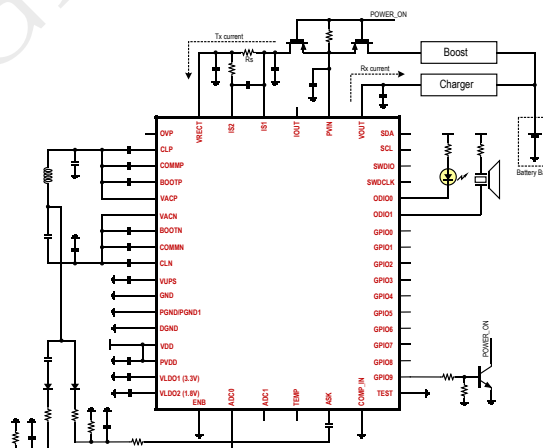 POWER_ON
Tx current
Rs
Boost
Rx current
Charger
VRECT
IS2
IS1
IOUT
PVIN
VOUT
OVP
CLP
COMMP
BOOTP
VACP
VACN
BOOTN
COMMN
CLN
VUPS
GND
PGND/PGND1
DGND
VDD
PVDD
VLDO1 (3.3V)
VLDO2 (1.8V)
SDA
SCL
SWDIO
SWDCLK
ODIO0
ODIO1
GPIO0
GPIO1
GPIO2
GPIO3
GPIO4
GPIO5
GPIO6
GPIO7
GPIO8
GPIO9
TEST
ENB
ADC0
ADC1
TEMP
ASK
COMP_IN
Battery Ba
POWER_ON